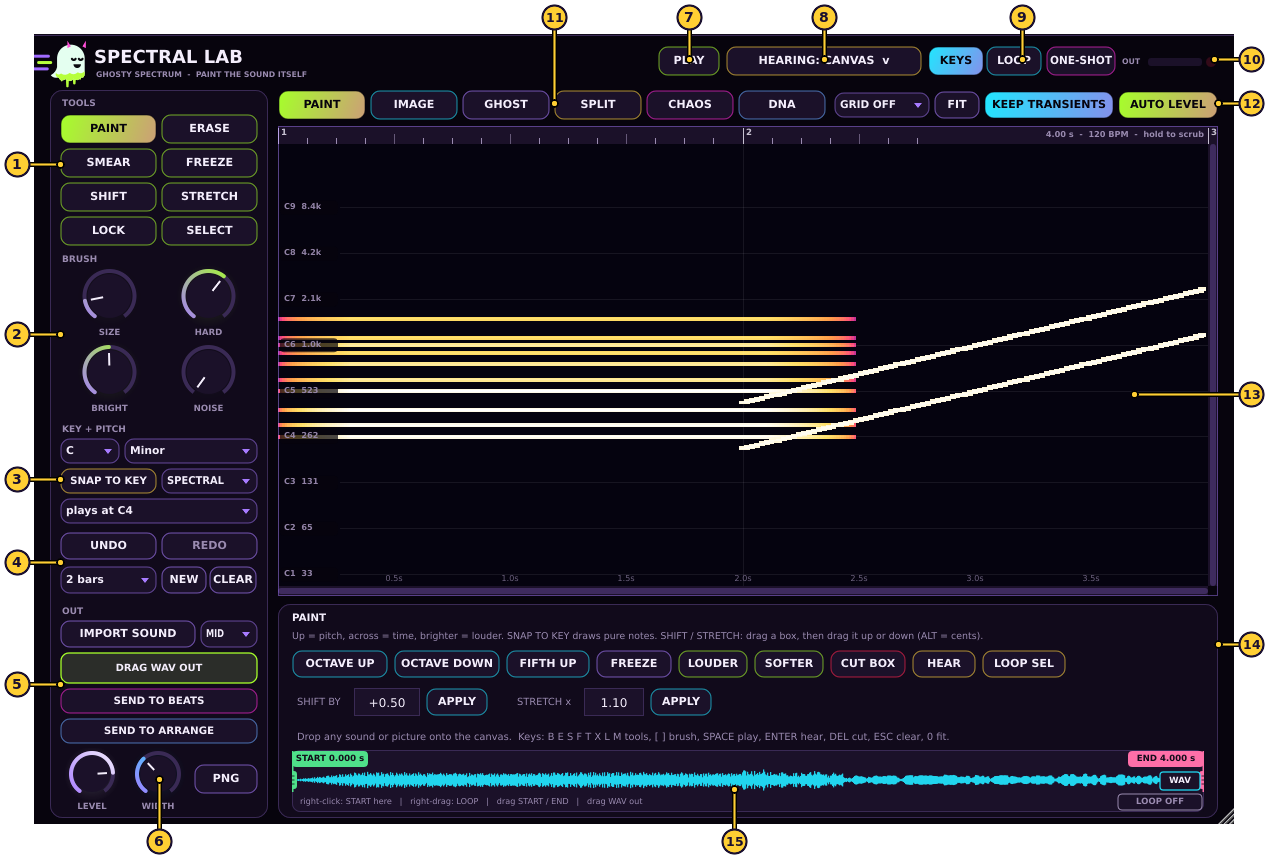 11
7
8
9
SPECTRAL LAB
GHOSTY SPECTRUM - PAINT THE SOUND ITSELF
PLAY
HEARING: CANVAS v
KEYS
LOOP
ONE-SHOT
OUT
10
TOOLS
PAINT
IMAGE
GHOST
SPLIT
CHAOS
DNA
GRID OFF
FIT
KEEP TRANSIENTS
AUTO LEVEL
12
PAINT
ERASE
1
SMEAR
FREEZE
SHIFT
STRETCH
LOCK
SELECT
BRUSH
SIZE
HARD
2
BRIGHT
NOISE
KEY + PITCH
C
Minor
3
SNAP TO KEY
SPECTRAL
plays at C4
UNDO
REDO
4
2 bars
NEW
CLEAR
OUT
IMPORT SOUND
MID
DRAG WAV OUT
5
SEND TO BEATS
SEND TO ARRANGE
LEVEL
WIDTH
PNG
6
1
2
4.00 s - 120 BPM - hold to scrub
3
C9 8.4k
C8 4.2k
C7 2.1k
C6 1.0k
C5 523
C4 262
C3 131
C2 65
C1 33
0.5s
1.0s
1.5s
2.0s
2.5s
3.0s
3.5s
13
PAINT
Up = pitch, across = time, brighter = louder. SNAP TO KEY draws pure notes. SHIFT / STRETCH: drag a box, then drag it up or down (ALT = cents).
14
OCTAVE UP
OCTAVE DOWN
FIFTH UP
FREEZE
LOUDER
SOFTER
CUT BOX
HEAR
LOOP SEL
SHIFT BY
+0.50
APPLY
STRETCH x
1.10
APPLY
Drop any sound or picture onto the canvas. Keys: B E S F T X L M tools, [ ] brush, SPACE play, ENTER hear, DEL cut, ESC clear, 0 fit.
START 0.000 s
END 4.000 s
WAV
right-click: START here | right-drag: LOOP | drag START / END | drag WAV out
LOOP OFF
15